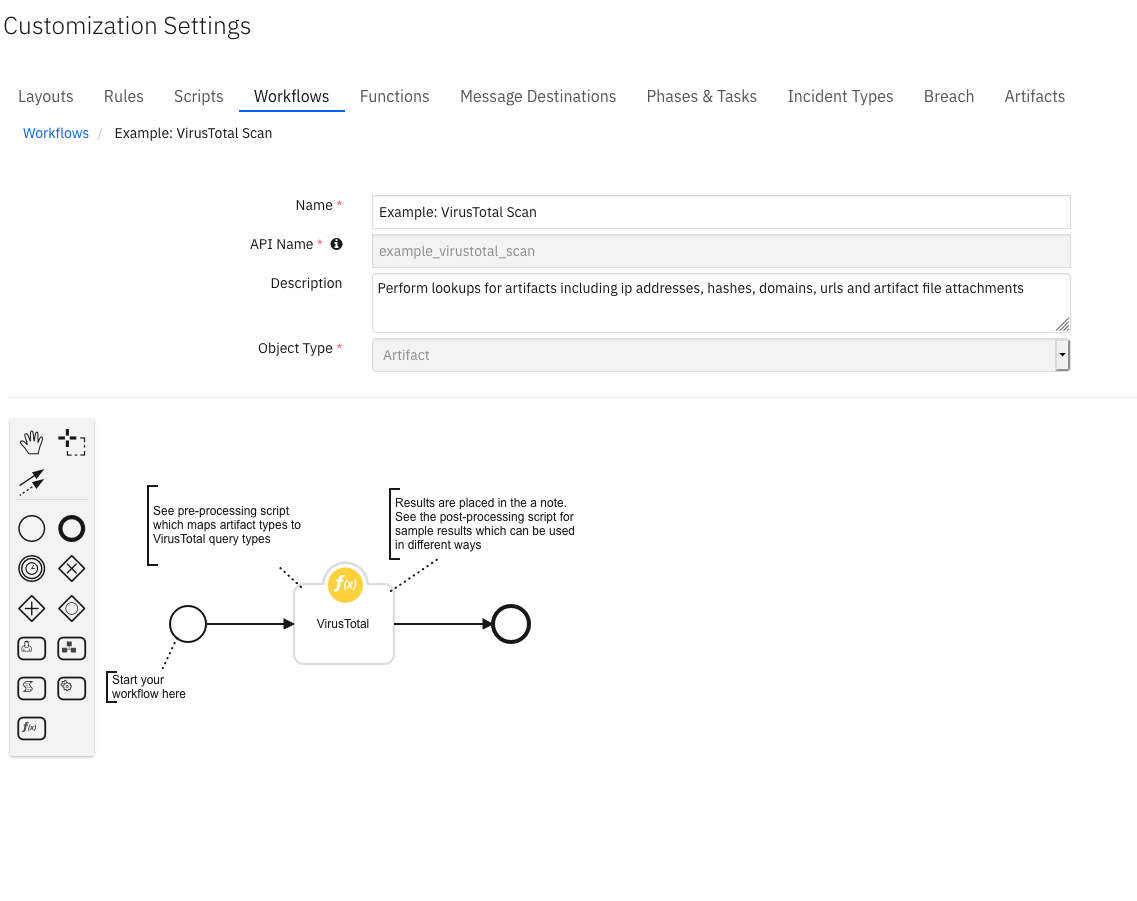 Customization Settings
Layouts Rules Scripts Workflows Functions Message Destinations Phases & Tasks Incident Types Breach Artifacts
Workflows / Example: VirusTotal Scan
Name * Example: VirusTotal Scan
API Name * example_virustotal_scan
Description Perform lookups for artifacts including ip addresses, hashes, domains, urls and artifact file attachments
Object Type * Artifact
See pre-processing script
which maps artifact types to
VirusTotal query types
Results are placed in the a note.
See the post-processing script for
sample results which can be used
in different ways
f(x)
VirusTotal
Start your
workflow here
f(x)